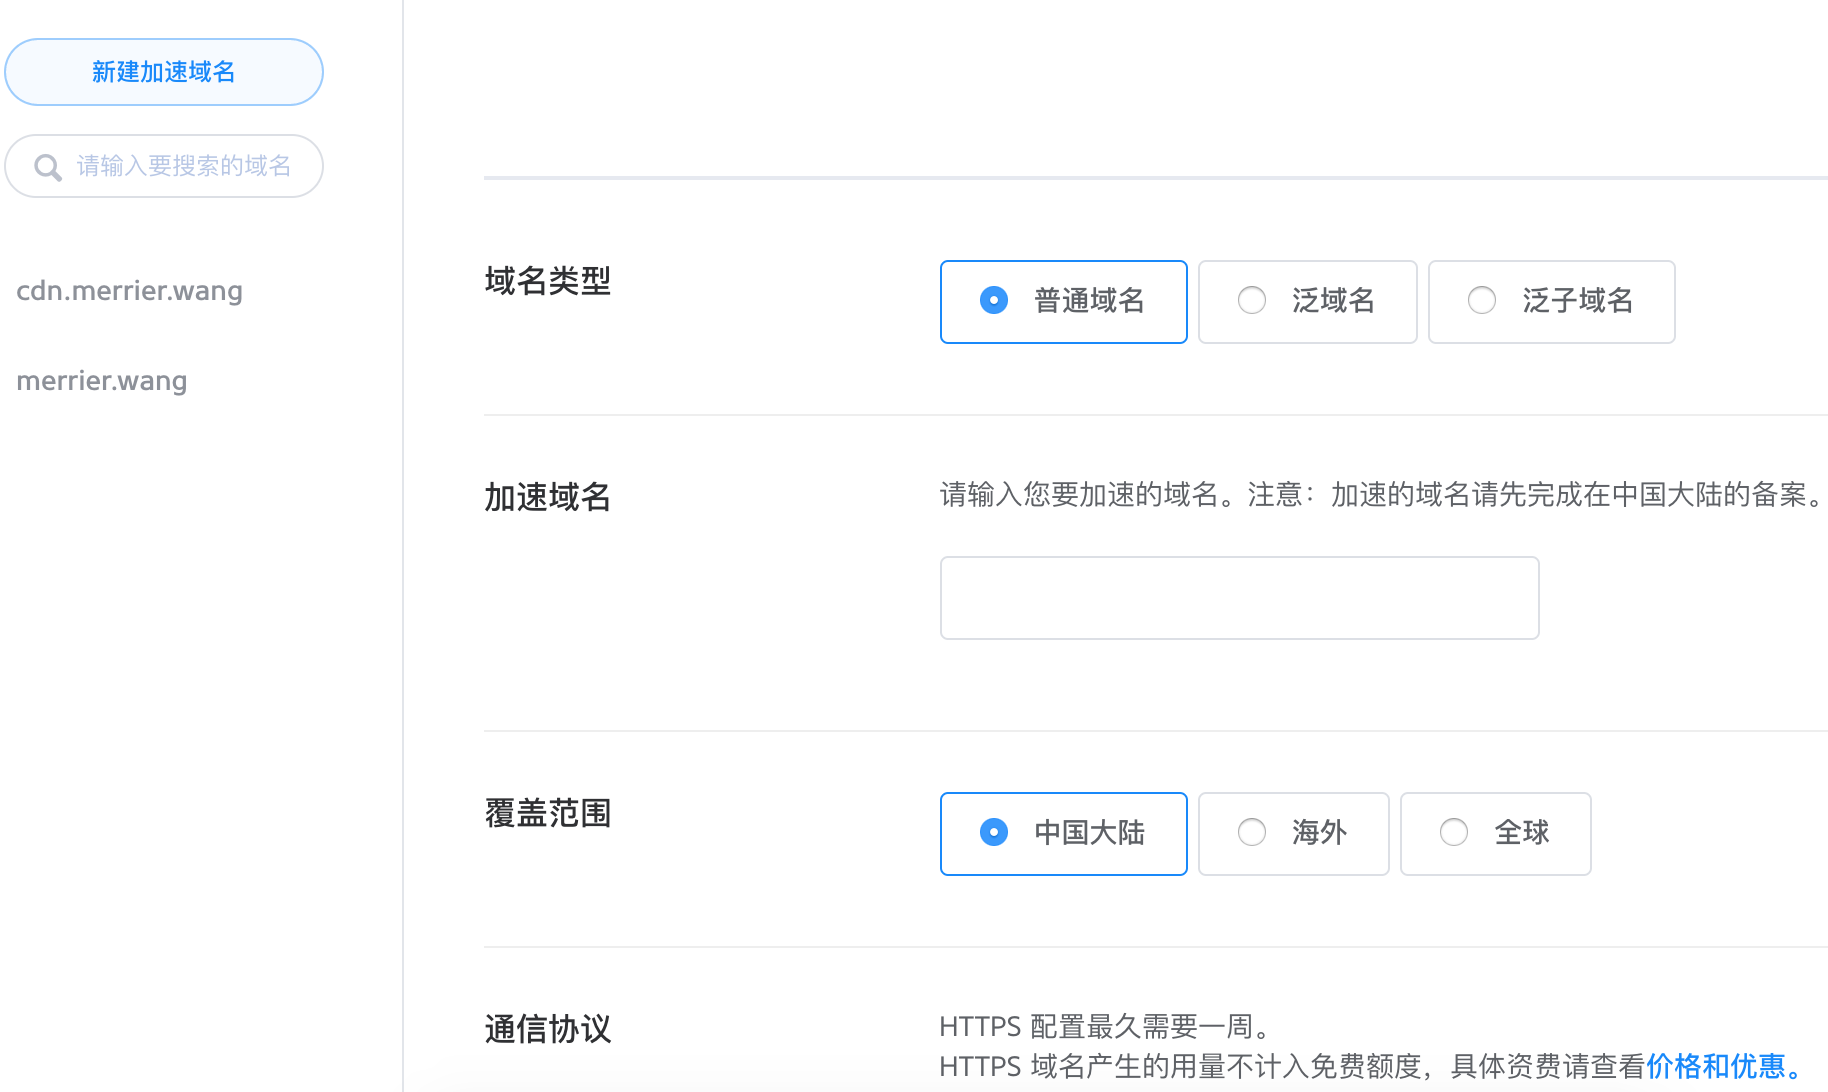 新建加速域名
请输入要搜索的域名
cdn.merrier.wang
merrier.wang
域名类型
普通域名
泛域名
泛子域名
加速域名
请输入您要加速的域名。注意：加速的域名请先完成在中国大陆的备案。
覆盖范围
中国大陆
海外
全球
通信协议
HTTPS 配置最久需要一周。
HTTPS 域名产生的用量不计入免费额度，具体资费请查看价格和优惠。